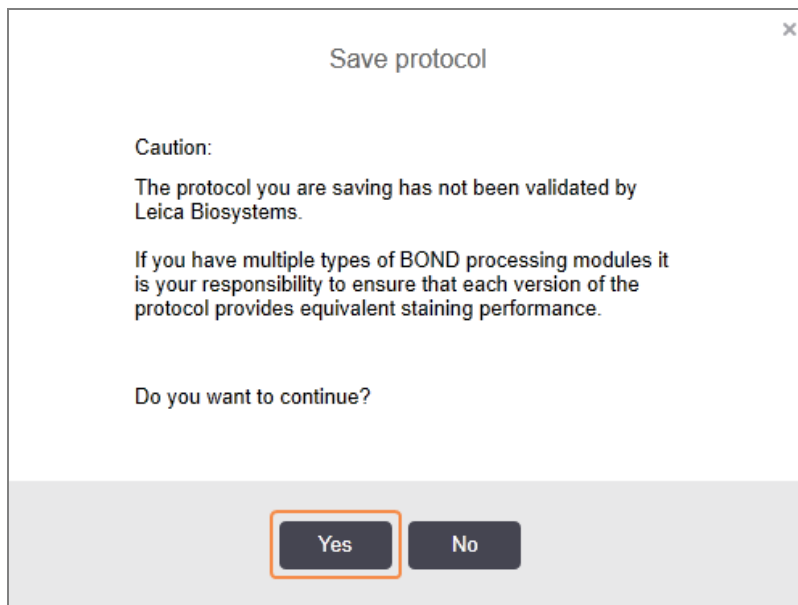 Save protocol
Caution:
The protocol you are saving has not been validated by
Leica Biosystems.
If you have multiple types of BOND processing modules it
is your responsibility to ensure that each version of the
protocol provides equivalent staining performance.
Do you want to continue?
Yes No